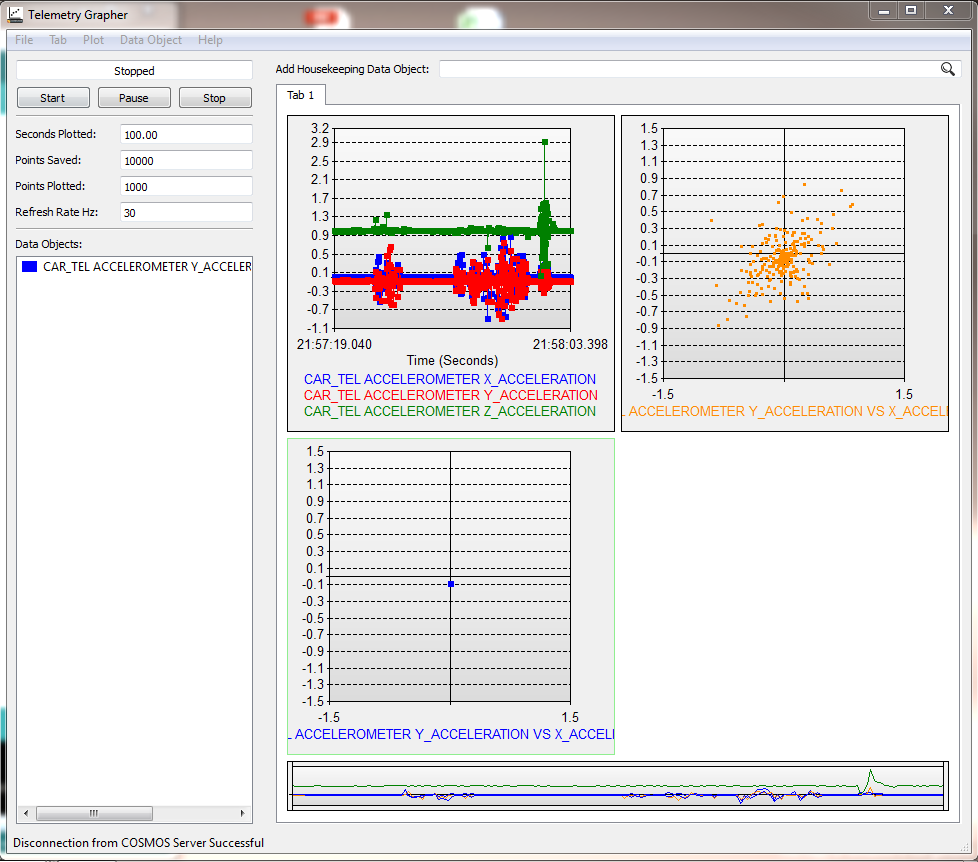 Telemetry Grapher
File Tab Plot Data Object Help
Stopped
Start Pause Stop
Seconds Plotted: 100.00
Points Saved: 10000
Points Plotted: 1000
Refresh Rate Hz: 30
Data Objects:
CAR_TEL ACCELEROMETER Y_ACCELER
Add Housekeeping Data Object:
Tab 1
3.2
2.9
2.5
2.1
1.7
1.3
0.9
0.5
0.1
-0.3
-0.7
-1.1
21:57:19.040 21:58:03.398
Time (Seconds)
CAR_TEL ACCELEROMETER X_ACCELERATION
CAR_TEL ACCELEROMETER Y_ACCELERATION
CAR_TEL ACCELEROMETER Z_ACCELERATION
1.5
1.3
1.1
0.9
0.7
0.5
0.3
0.1
-0.1
-0.3
-0.5
-0.7
-0.9
-1.1
-1.3
-1.5
-1.5 1.5
L ACCELEROMETER Y_ACCELERATION VS X_ACCEL
1.5
1.3
1.1
0.9
0.7
0.5
0.3
0.1
-0.1
-0.3
-0.5
-0.7
-0.9
-1.1
-1.3
-1.5
-1.5 1.5
L ACCELEROMETER Y_ACCELERATION VS X_ACCEL
Disconnection from COSMOS Server Successful